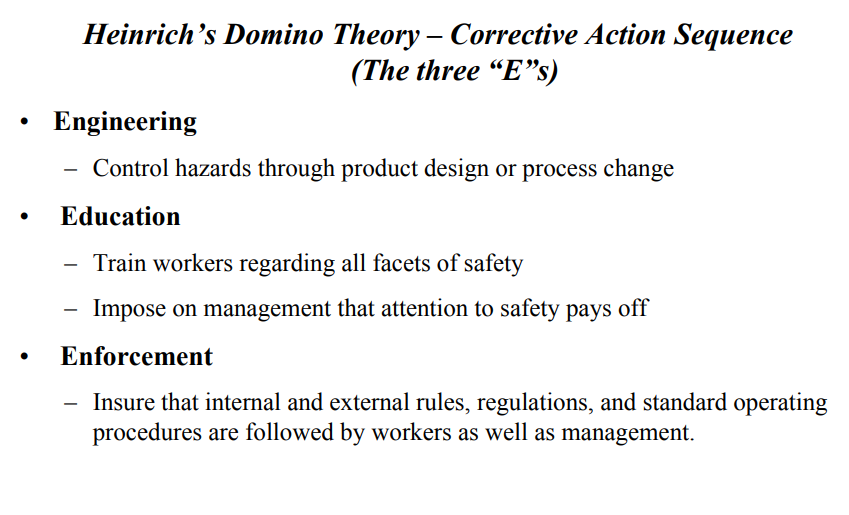 Heinrich’s Domino Theory – Corrective Action Sequence
(The three “E”s)
• Engineering
– Control hazards through product design or process change
• Education
– Train workers regarding all facets of safety
– Impose on management that attention to safety pays off
• Enforcement
– Insure that internal and external rules, regulations, and standard operating
procedures are followed by workers as well as management.